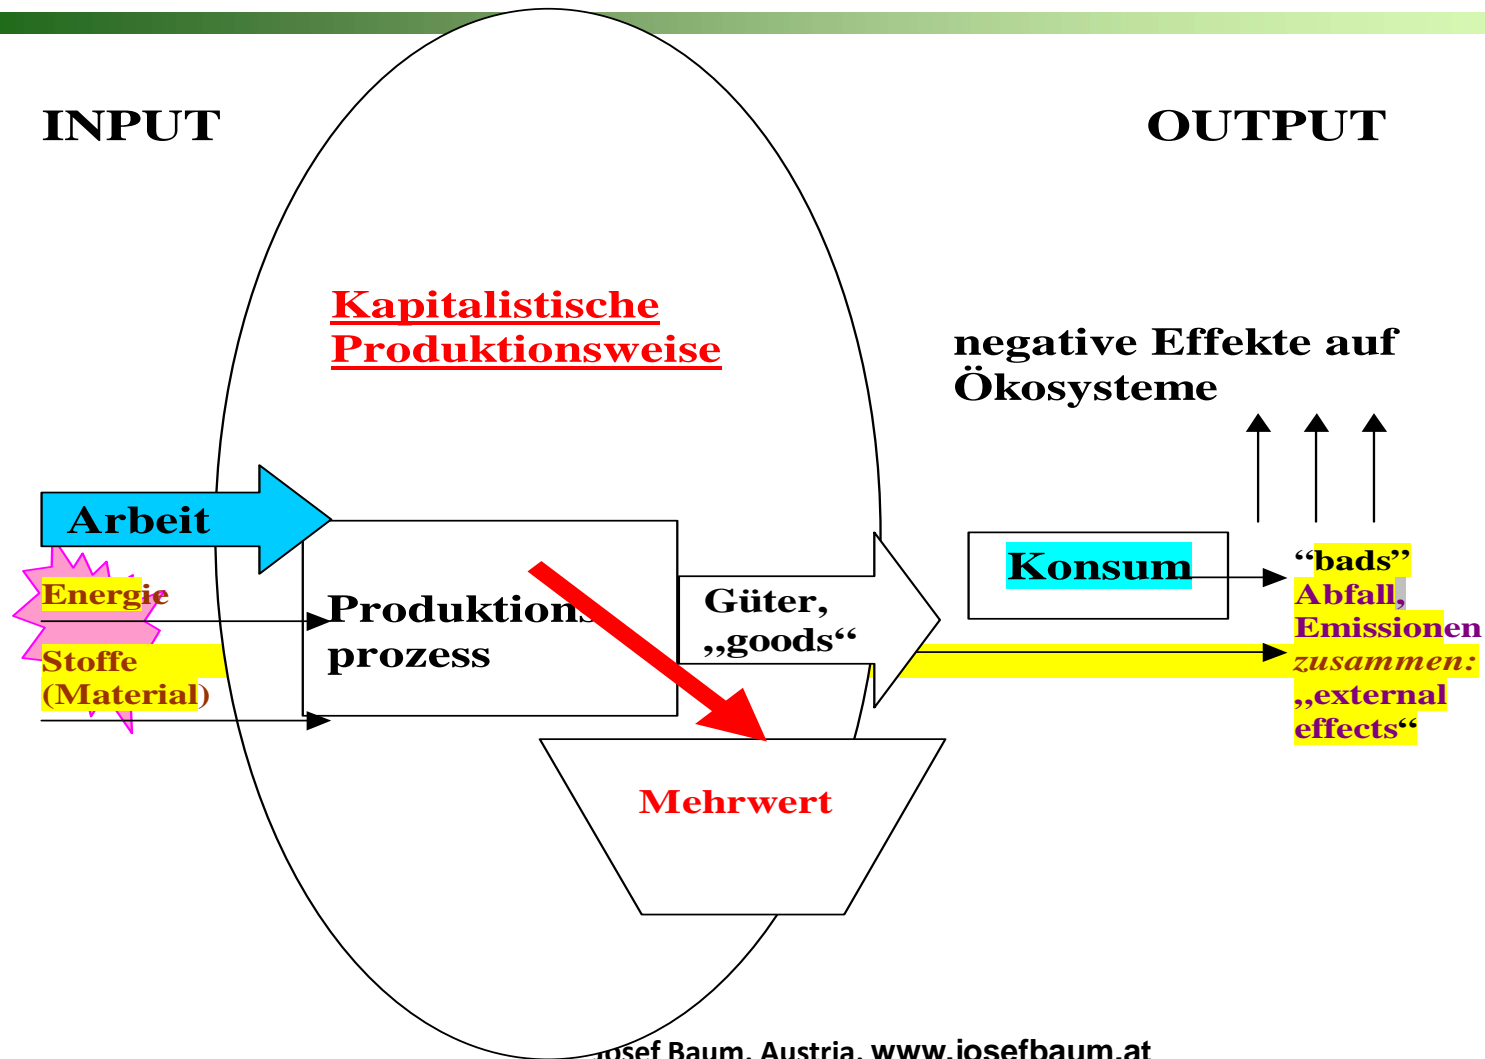 INPUT
OUTPUT
Kapitalistische
Produktionsweise
negative Effekte auf
Ökosysteme
Arbeit
Energie
Stoffe
(Material)
Produktions
prozess
Güter,
„goods“
Konsum
“bads”
Abfall,
Emissionen
zusammen:
„external
effects“
Mehrwert
Josef Baum, Austria, www.josefbaum.at